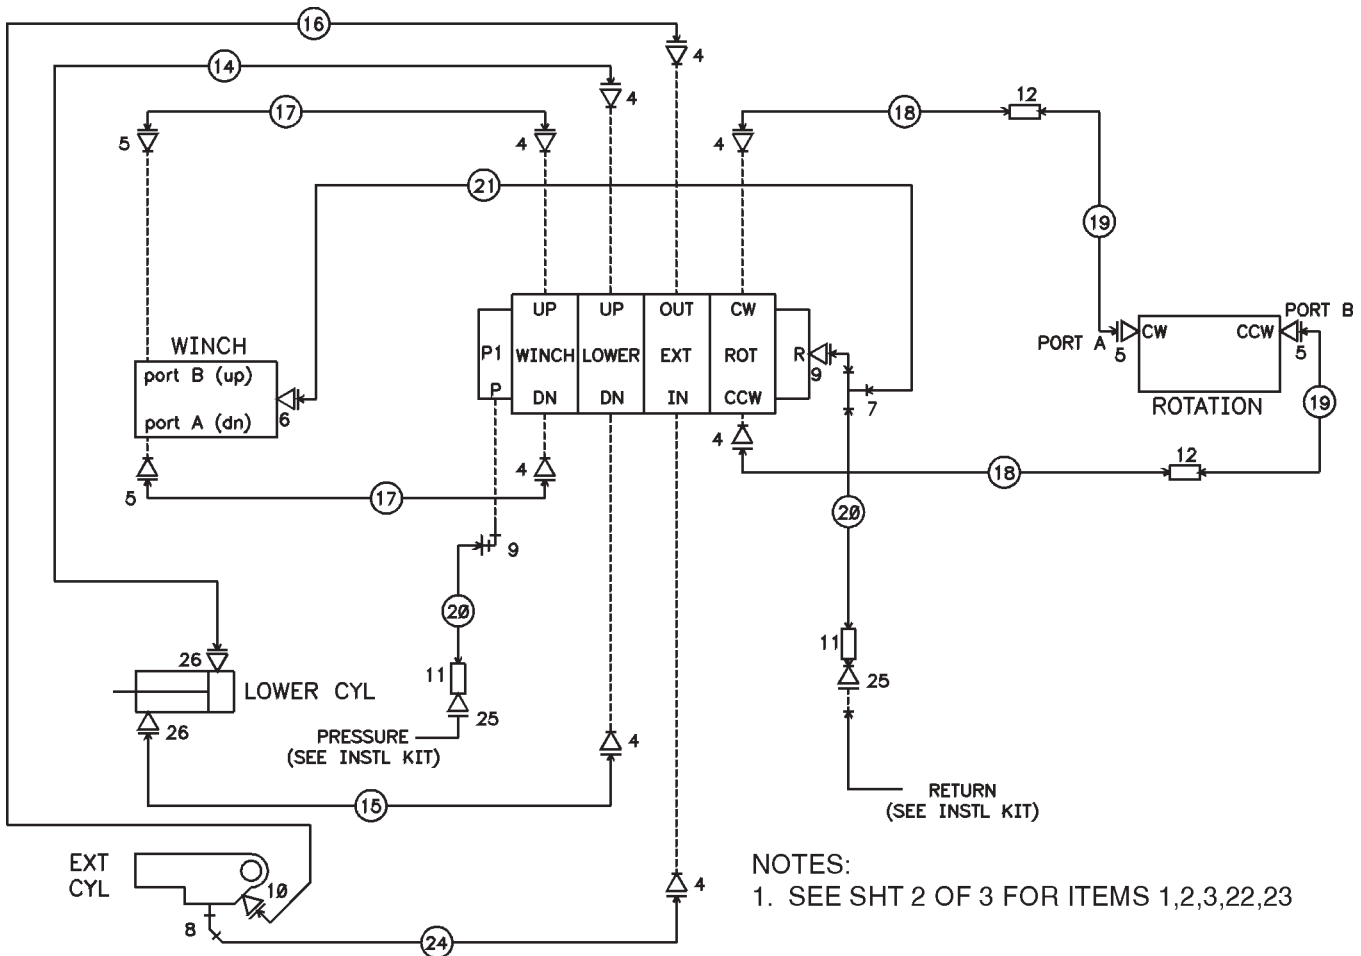 16
4
14
4
17
5
4
18
12
4
21
19
UP
UP
OUT
CW
PORT B
WINCH
P1
WINCH
LOWER
EXT
ROT
R
9
PORT A
5
CW
CCW
5
port B (up)
P
DN
DN
IN
CCW
7
ROTATION
19
port A (dn)
6
4
12
5
4
18
17
20
9
20
26
11
11
LOWER CYL
25
26
25
PRESSURE
(SEE INSTL KIT)
4
15
RETURN
(SEE INSTL KIT)
EXT
CYL
10
4
8
24
NOTES:
1. SEE SHT 2 OF 3 FOR ITEMS 1,2,3,22,23